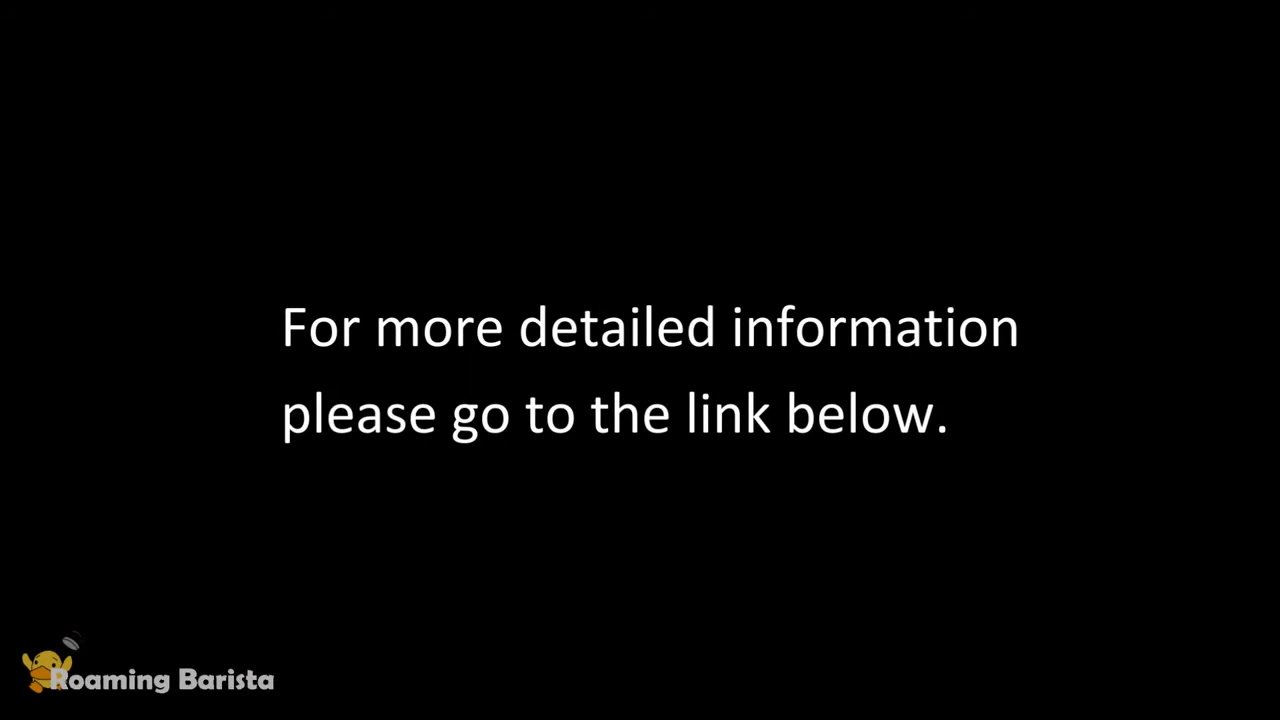 For more detailed information
please go to the link below.
Roaming Barista